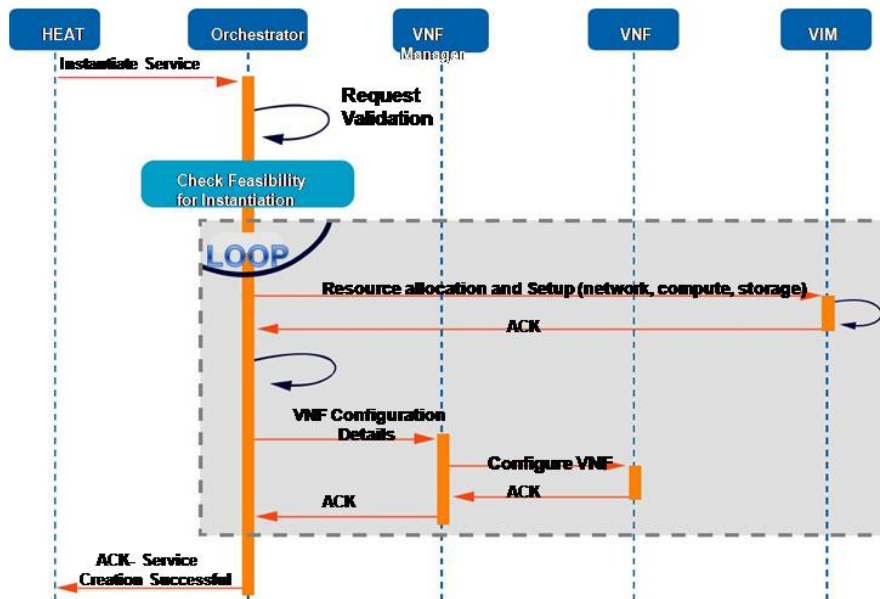 HEAT
Orchestrator
VNF
Manager
VNF
VIM
Instantiate Service
Request
Validation
Check Feasibility
for Instantiation
LOOP
Resource allocation and Setup (network, compute, storage)
ACK
VNF Configuration
Details
Configure VNF
ACK
ACK
ACK- Service
Creation Successful